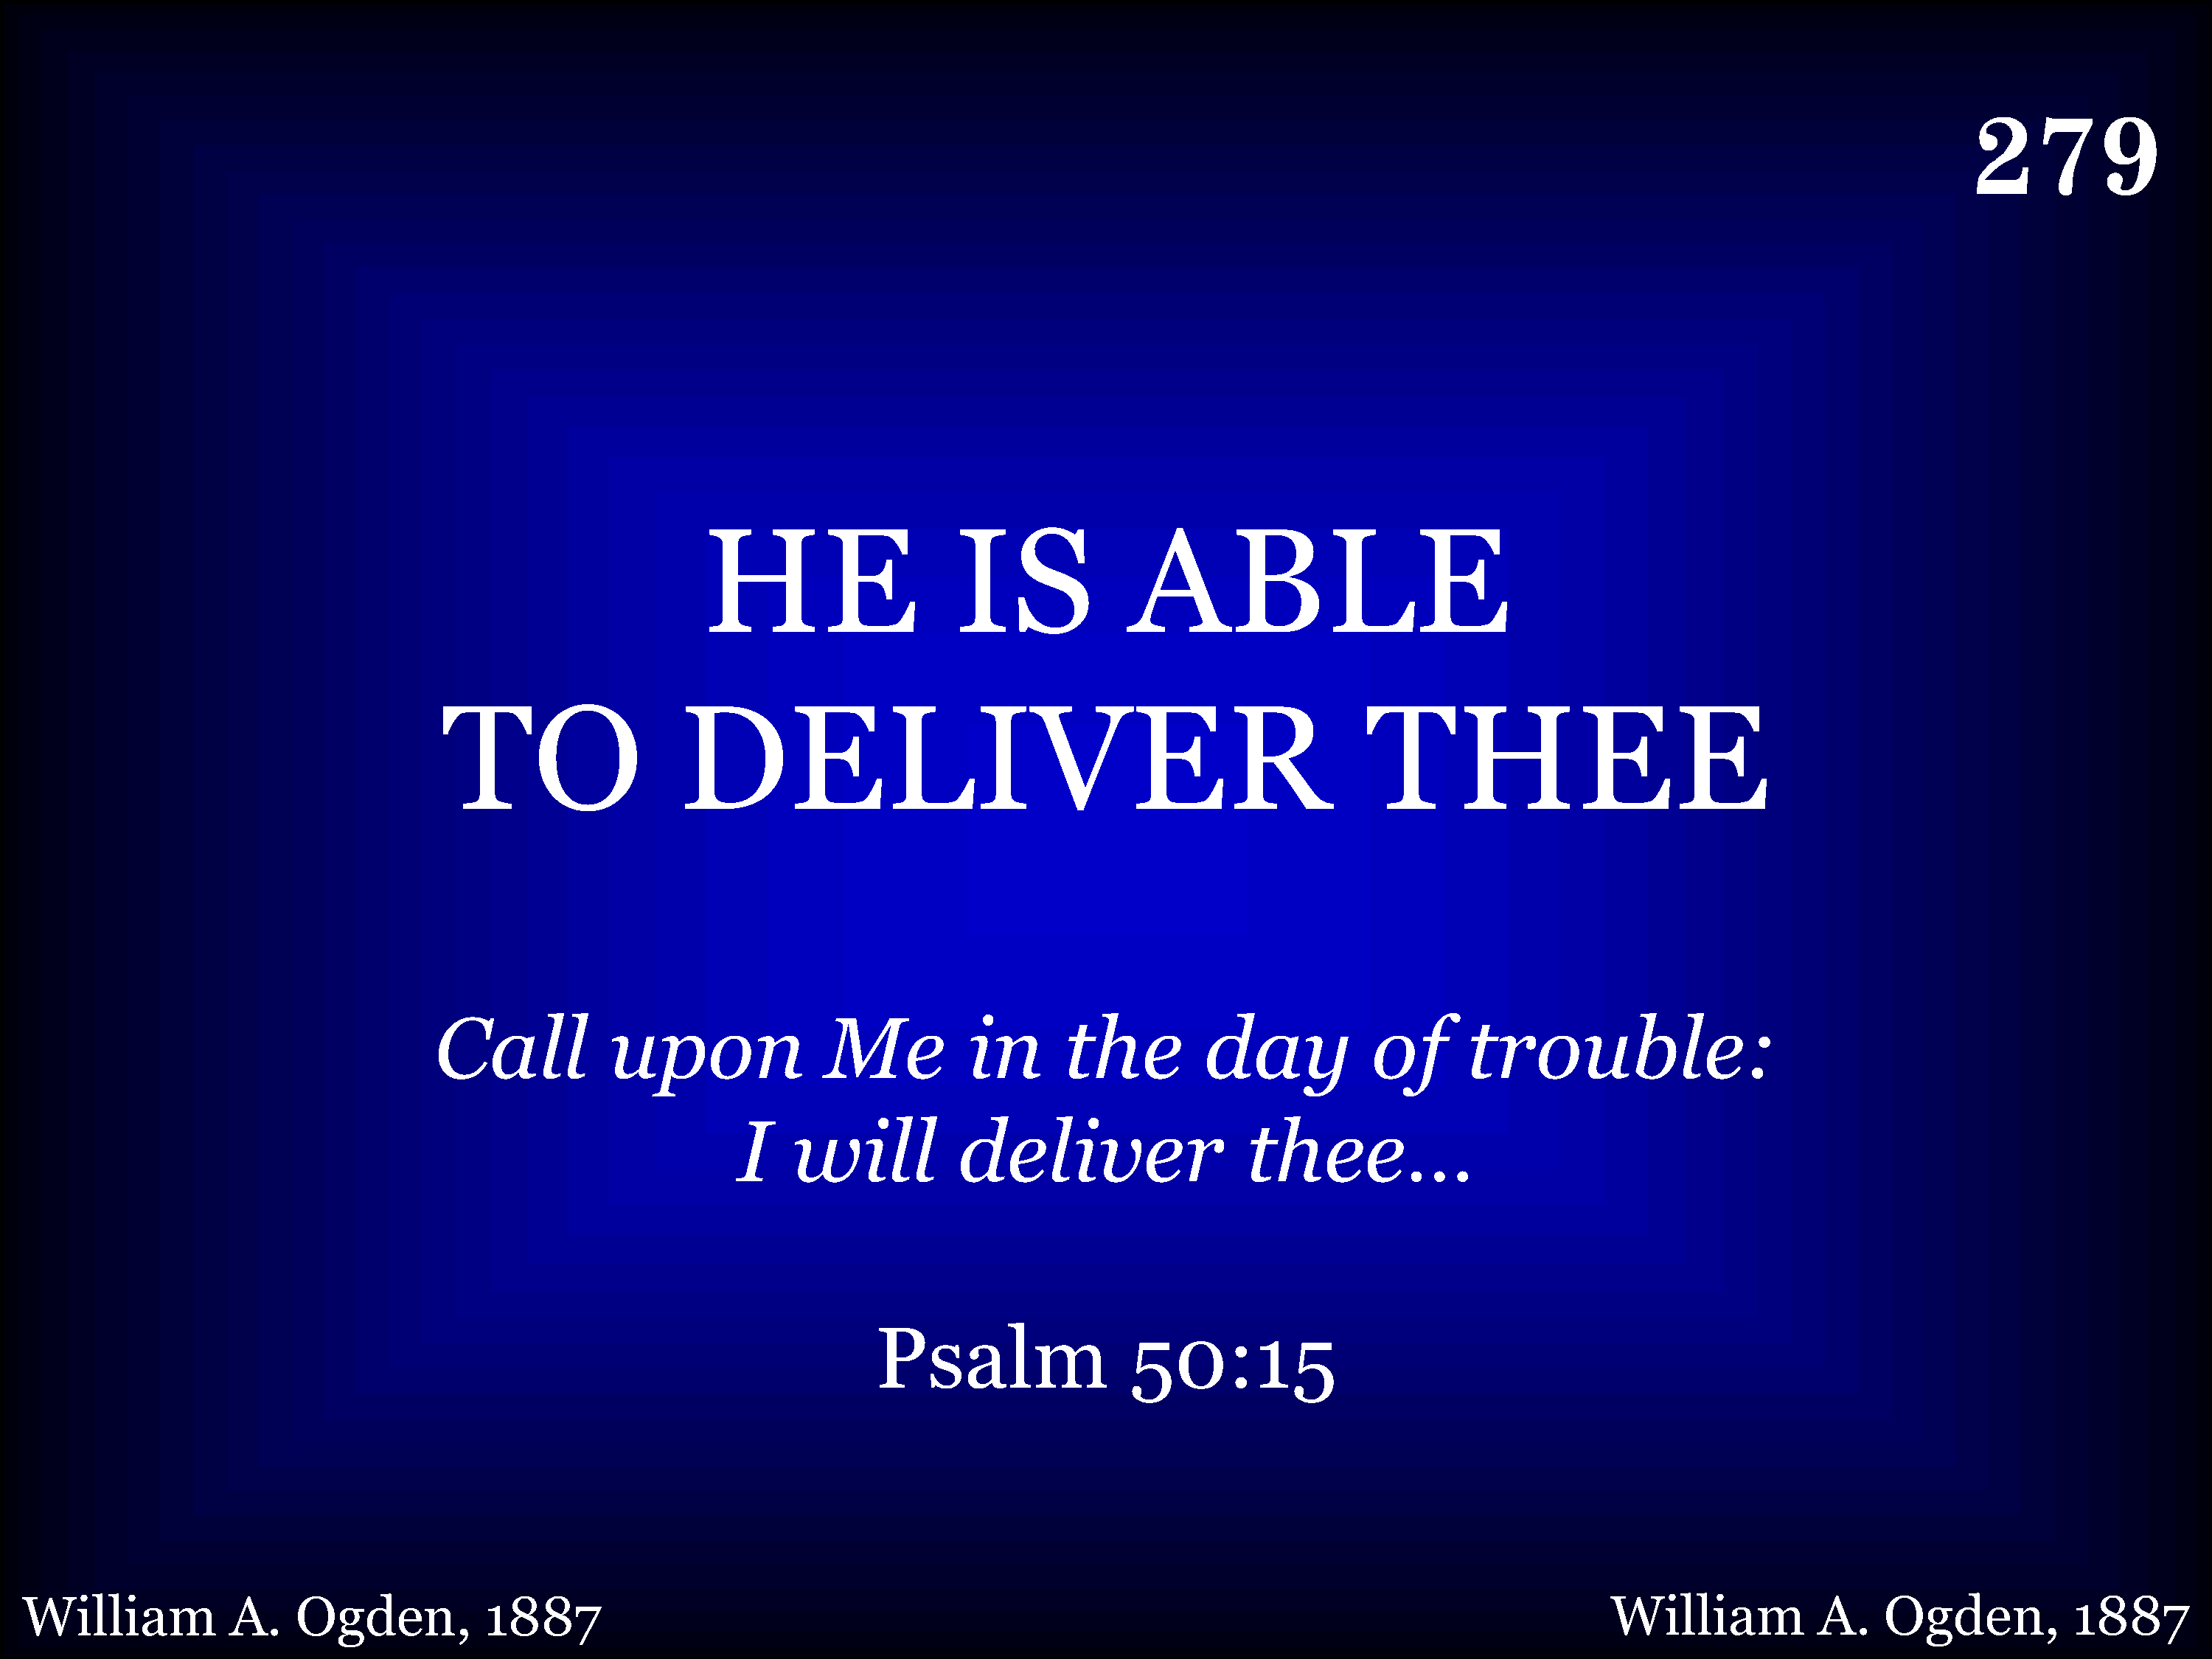 279
HE IS ABLE
TO DELIVER THEE
Call upon Me in the day of trouble:
I will deliver thee...
Psalm 50:15
William A. Ogden, 1887
William A. Ogden, 1887